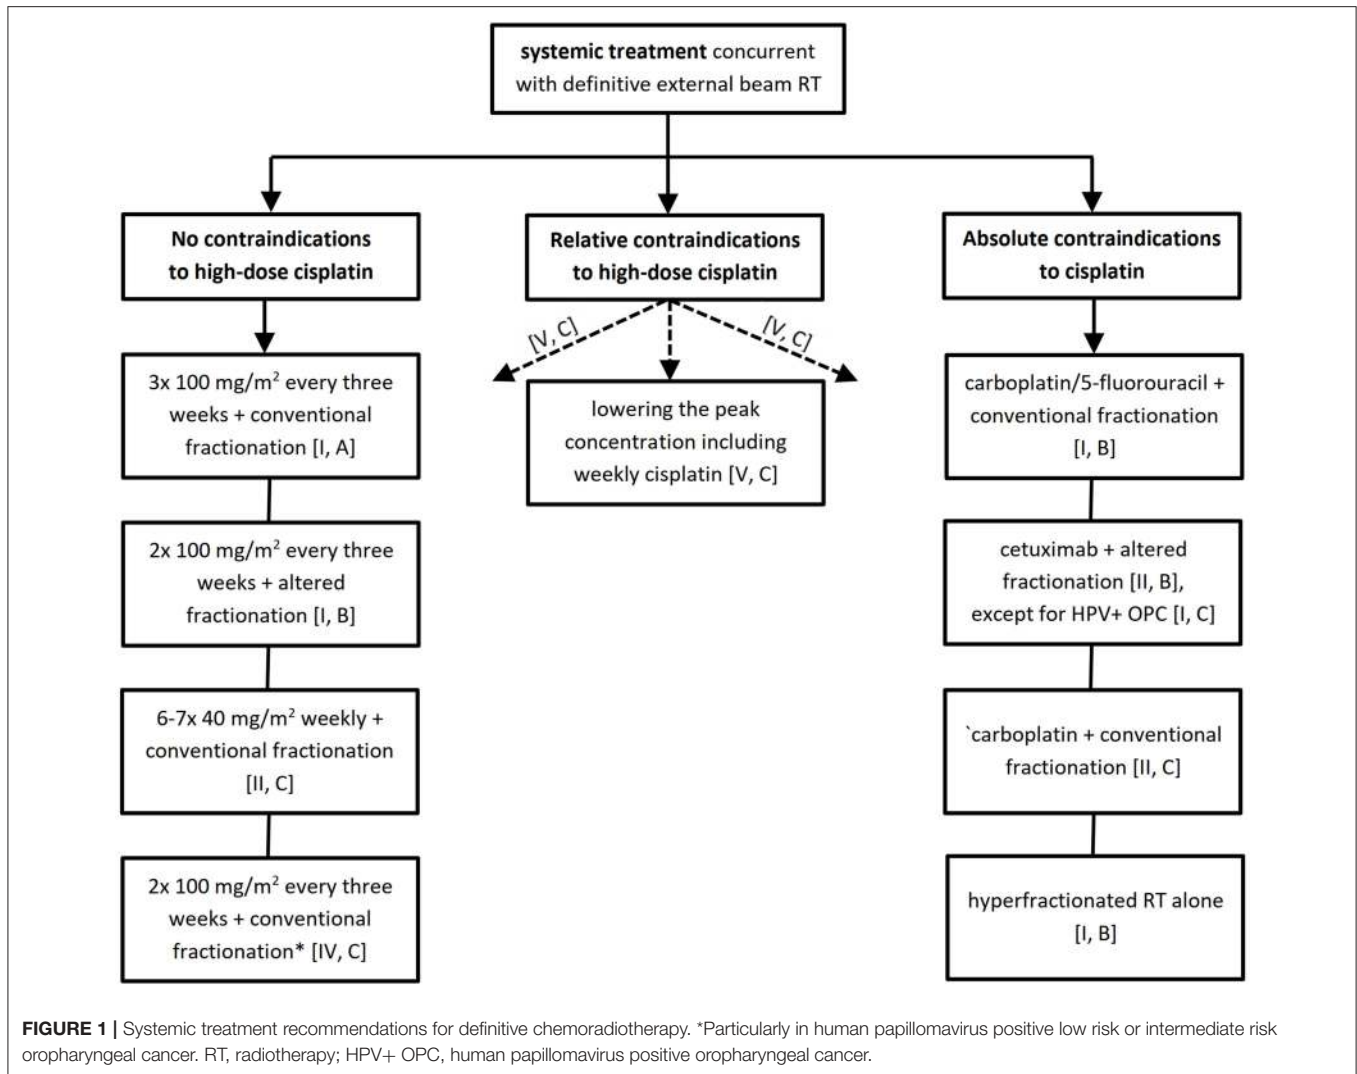 systemic treatment concurrent
with definitive external beam RT
No contraindications
to high-dose cisplatin
Relative contraindications
to high-dose cisplatin
Absolute contraindications
to cisplatin
[V, C]
[V, C]
3x 100 mg/m² every three
weeks + conventional
fractionation [I, A]
lowering the peak
concentration including
weekly cisplatin [V, C]
carboplatin/5-fluorouracil +
conventional fractionation
[I, B]
2x 100 mg/m² every three
weeks + altered
fractionation [I, B]
cetuximab + altered
fractionation [II, B],
except for HPV+ OPC [I, C]
6-7x 40 mg/m² weekly +
conventional fractionation
[II, C]
`carboplatin + conventional
fractionation [II, C]
2x 100 mg/m² every three
weeks + conventional
fractionation* [IV, C]
hyperfractionated RT alone
[I, B]
FIGURE 1 | Systemic treatment recommendations for definitive chemoradiotherapy. *Particularly in human papillomavirus positive low risk or intermediate risk
oropharyngeal cancer. RT, radiotherapy; HPV+ OPC, human papillomavirus positive oropharyngeal cancer.